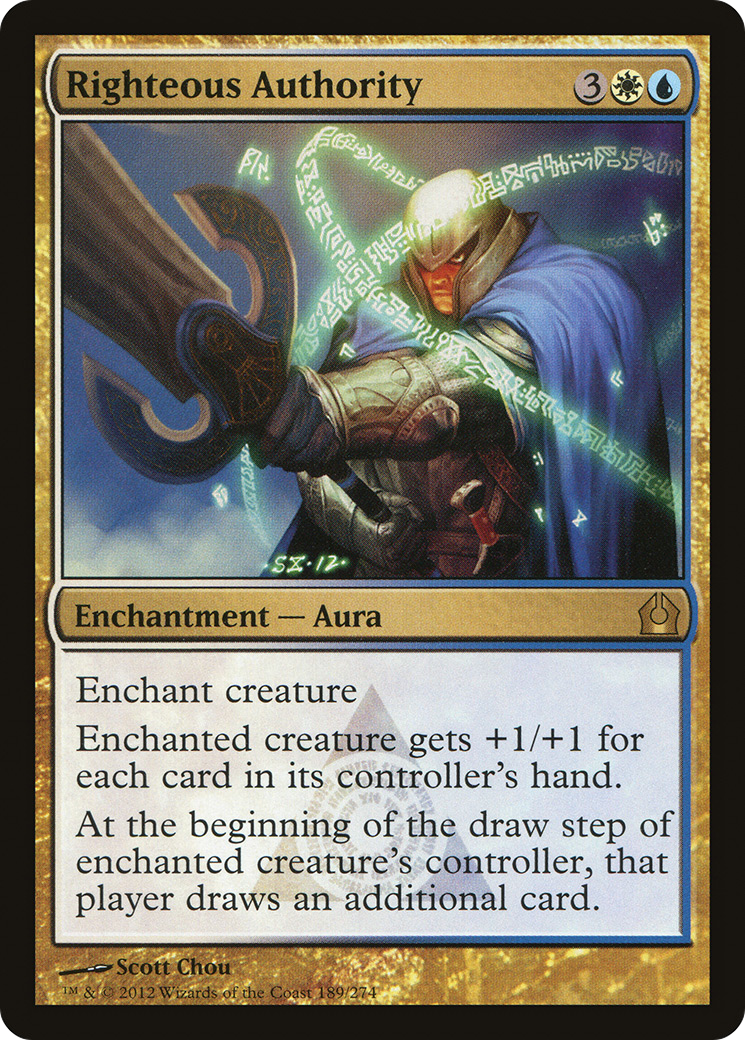 Righteous Authority 3
·SZ·12·
Enchantment — Aura
Enchant creature
Enchanted creature gets +1/+1 for
each card in its controller's hand.
At the beginning of the draw step of
enchanted creature's controller, that
player draws an additional card.
Scott Chou
™ & © 2012 Wizards of the Coast 189/274